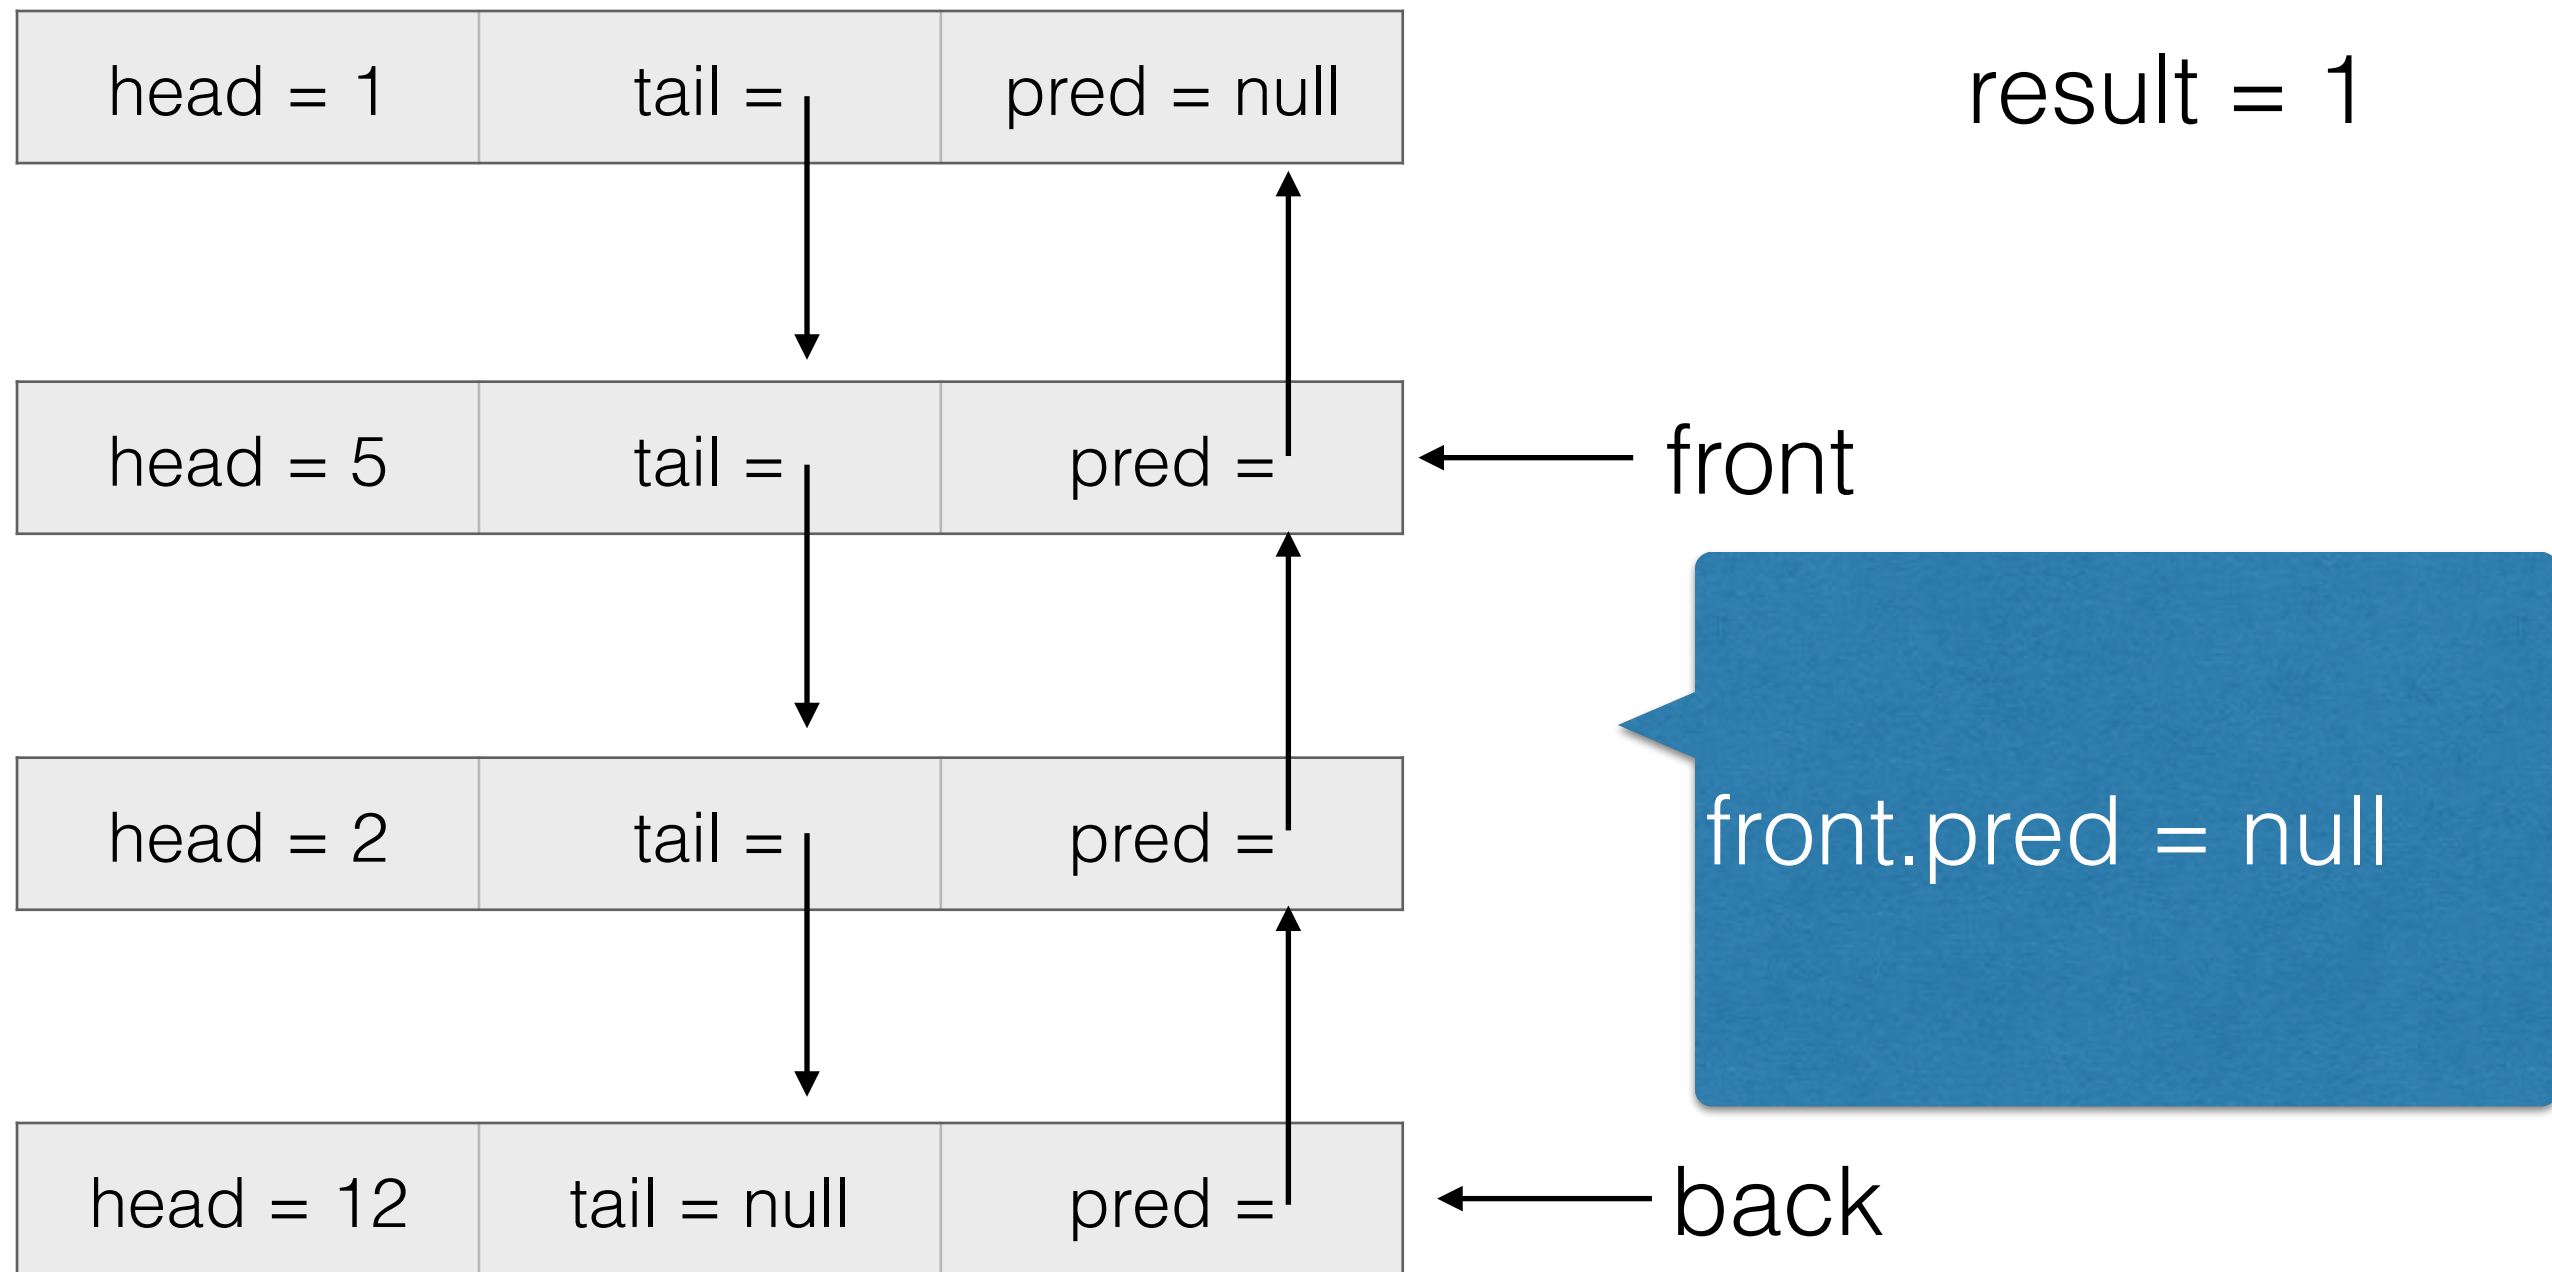 head = 1 tail = pred = null result = 1
head = 5 tail = pred = front
front.pred = null
head = 2 tail = pred =
head = 12 tail = null pred = back